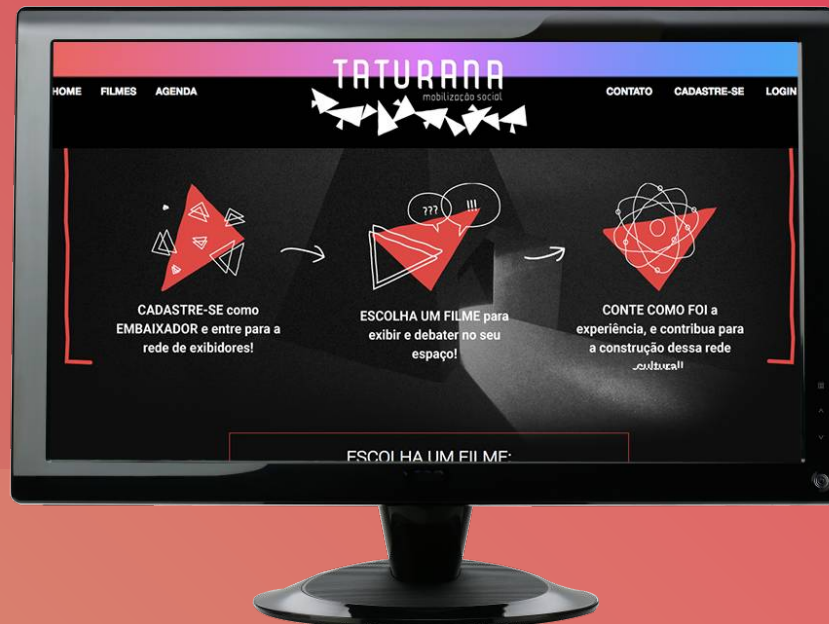 TATURANA
mobilização social
HOME FILMES AGENDA
CONTATO CADASTRE-SE LOGIN
??? !!!
CADASTRE-SE como
EMBAIXADOR e entre para a
rede de exibidores!
ESCOLHA UM FILME para
exibir e debater no seu
espaço!
CONTE COMO FOI a
experiência, e contribua para
a construção dessa rede
cultural!
ESCOLHA UM FILME: